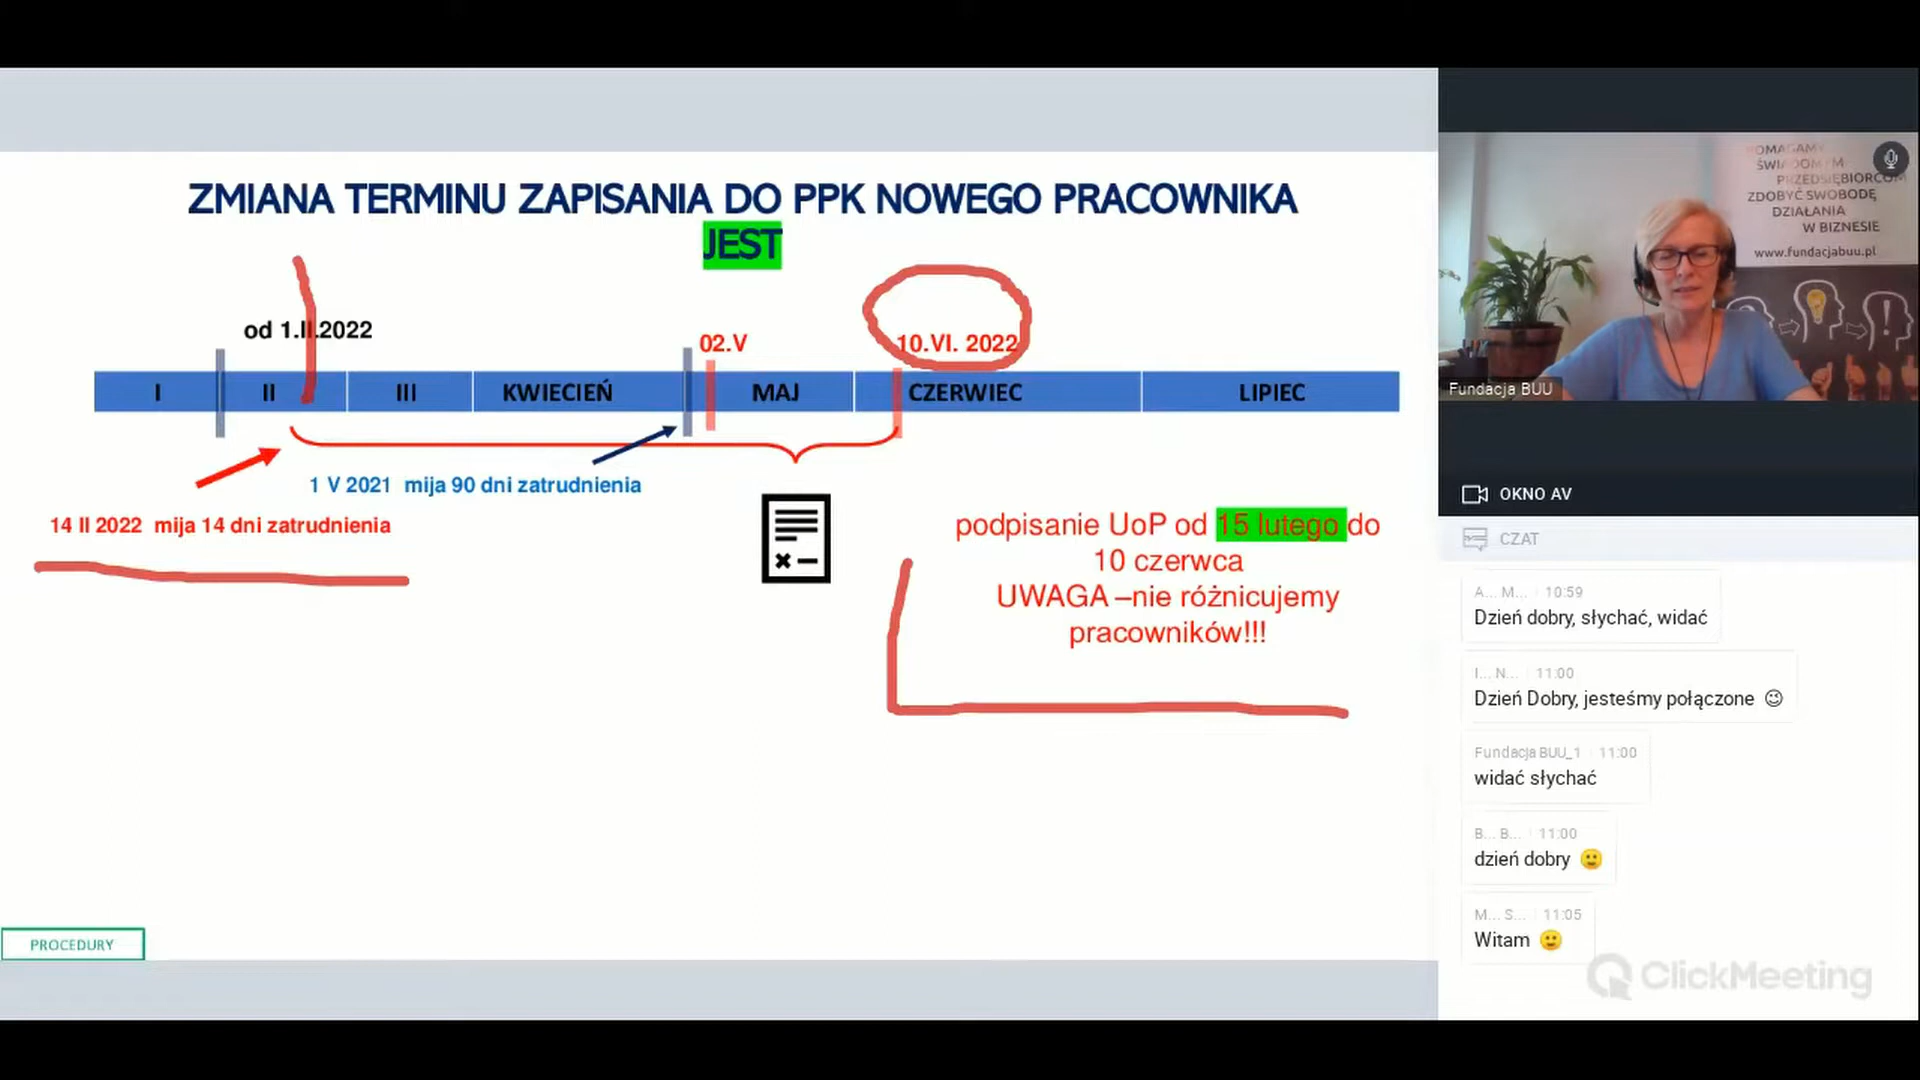 ZMIANA TERMINU ZAPISANIA DO PPK NOWEGO PRACOWNIKA
JEST
od 1.II.2022
02.V
10.VI. 2022
I
II
III
KWIECIEŃ
MAJ
CZERWIEC
LIPIEC
1 V 2021 mija 90 dni zatrudnienia
14 II 2022 mija 14 dni zatrudnienia
podpisanie UoP od 15 lutego do
10 czerwca
UWAGA –nie różnicujemy
pracowników!!!
PROCEDURY
POMAGAMY
ŚWIADOMYM
PRZEDSIĘBIORCOM
ZDOBYĆ SWOBODĘ
DZIAŁANIA
W BIZNESIE
www.fundacjabuu.pl
Fundacja BUU
OKNO AV
CZAT
A... M... 10:59
Dzień dobry, słychać, widać
I... N... 11:00
Dzień Dobry, jesteśmy połączone 😉
Fundacja BUU_1 11:00
widać słychać
B... B... 11:00
dzień dobry 🙂
M... S... 11:05
Witam 🙂
ClickMeeting